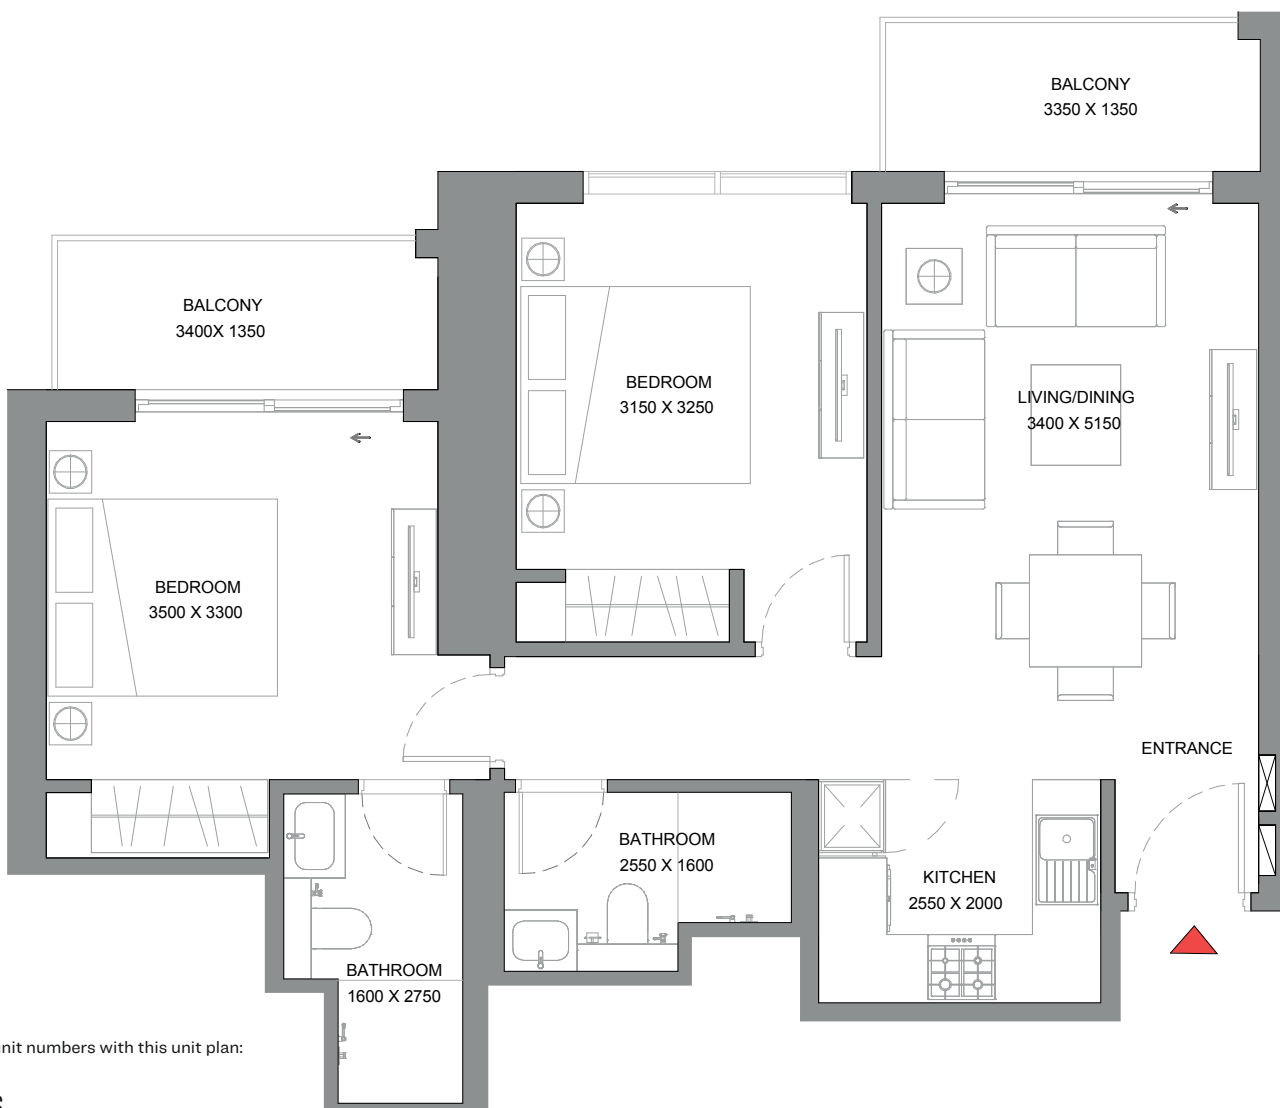 BALCONY
3350 X 1350
BALCONY
3400X 1350
BEDROOM
3150 X 3250
LIVING/DINING
3400 X 5150
BEDROOM
3500 X 3300
ENTRANCE
BATHROOM
2550 X 1600
KITCHEN
2550 X 2000
BATHROOM
1600 X 2750
numbers with this unit plan: